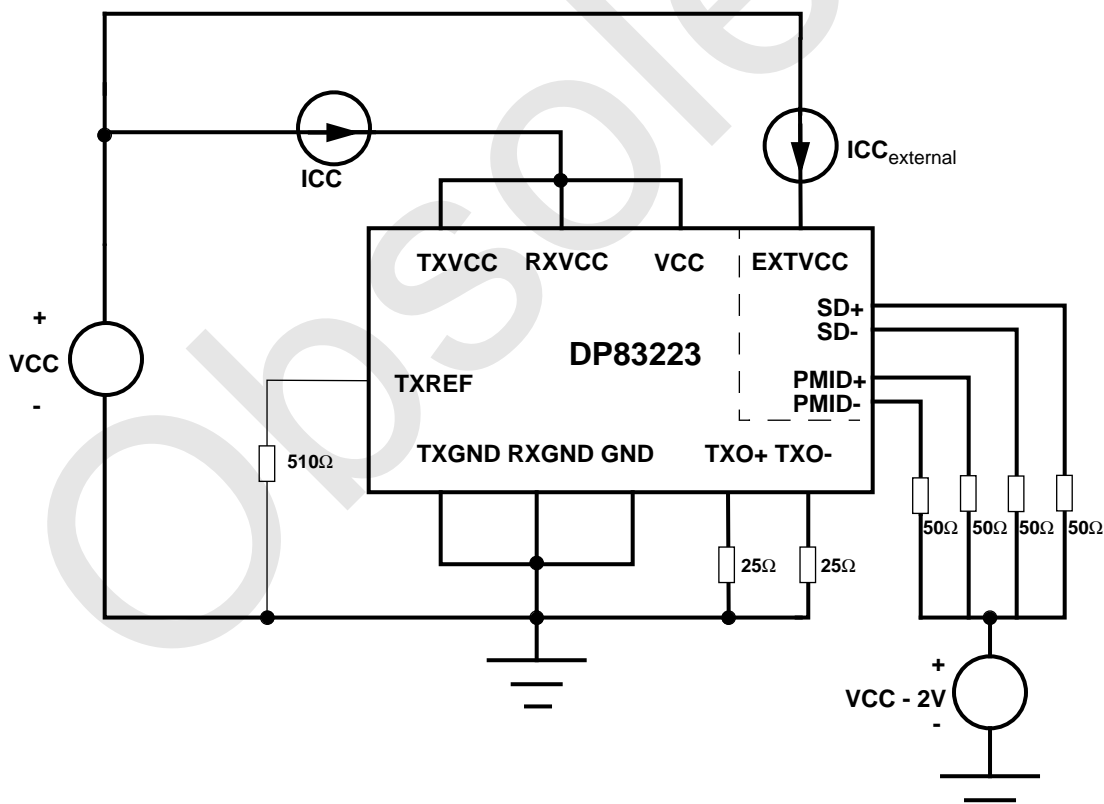 ICC
ICCexternal
TXVCC RXVCC VCC EXTVCC
SD+
SD-
+
VCC
-
DP83223
TXREF
PMID+
PMID-
510Ω
TXGND RXGND GND TXO+ TXO-
25Ω 25Ω
50Ω 50Ω 50Ω 50Ω
+
VCC - 2V
-
Obsole